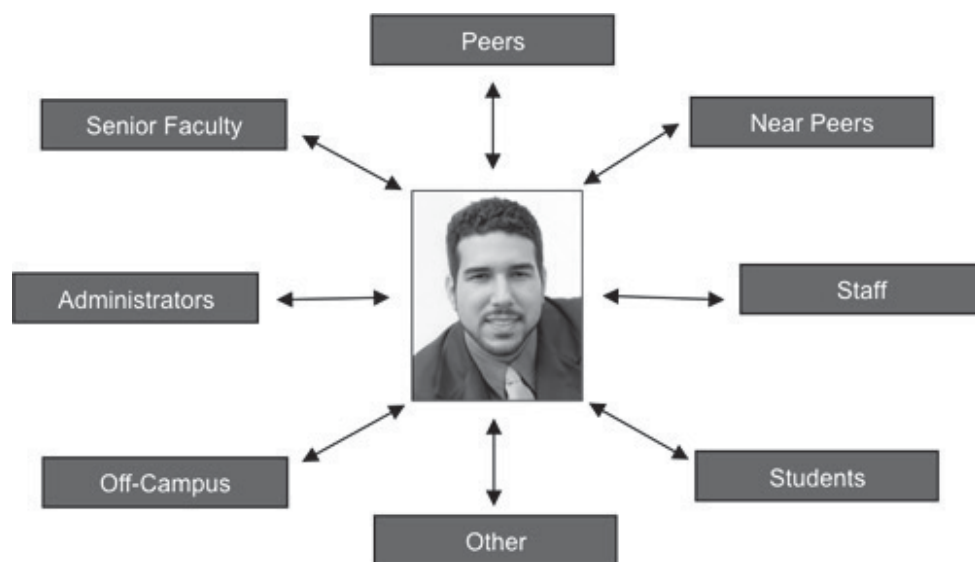 Peers
Senior Faculty
Near Peers
Administrators
Staff
Off-Campus
Students
Other